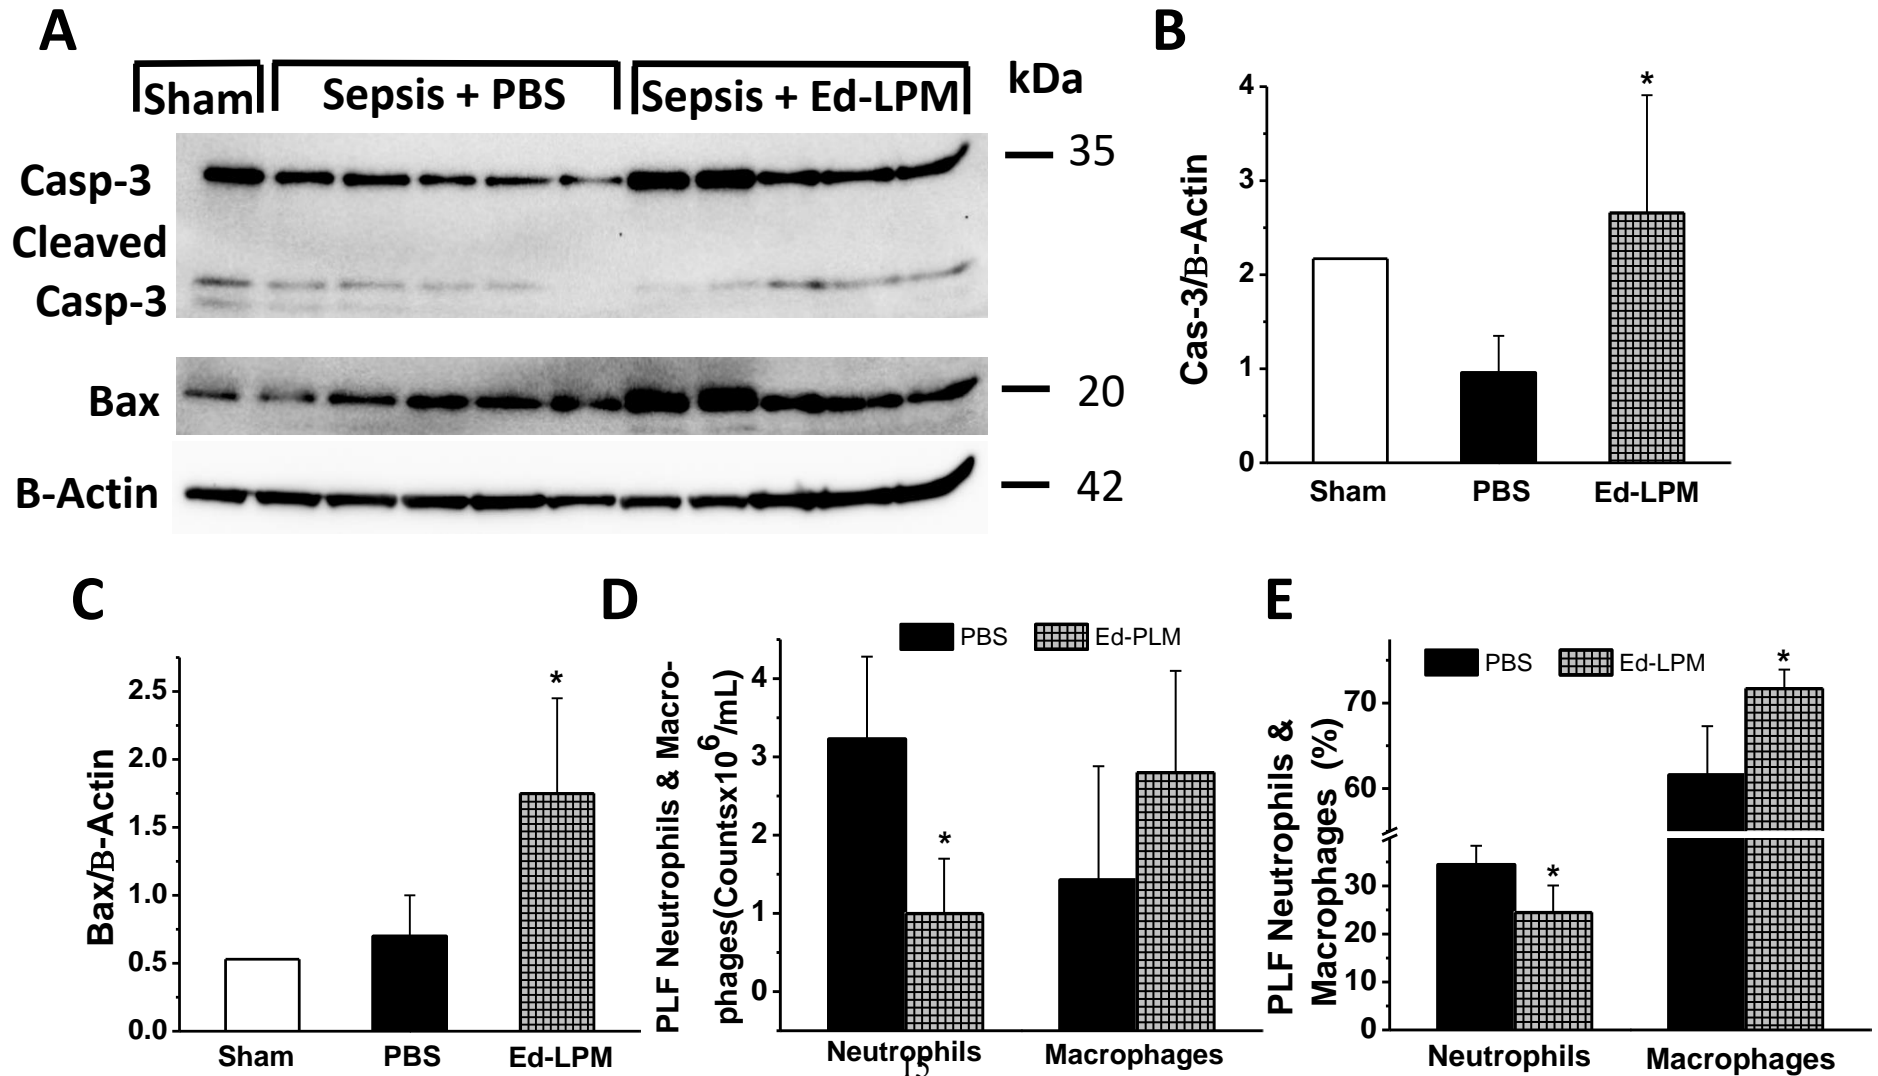 A
Sham
Sepsis + PBS
Sepsis + Ed-LPM
kDa
Casp-3
Cleaved
Casp-3
Bax
B-Actin
35
20
42
B
Cas-3/B-Actin
4
3
2
1
0
*
Sham
PBS
Ed-LPM
C
Bax/B-Actin
2.5
2.0
1.5
1.0
0.5
0.0
*
Sham
PBS
Ed-LPM
D
PBS
Ed-PLM
PLF Neutrophils & Macro-
phages(Countsx10^6/mL)
4
3
2
1
0
*
Neutrophils
Macrophages
15
E
PBS
Ed-LPM
PLF Neutrophils &
Macrophages (%)
70
60
30
20
10
0
*
*
Neutrophils
Macrophages